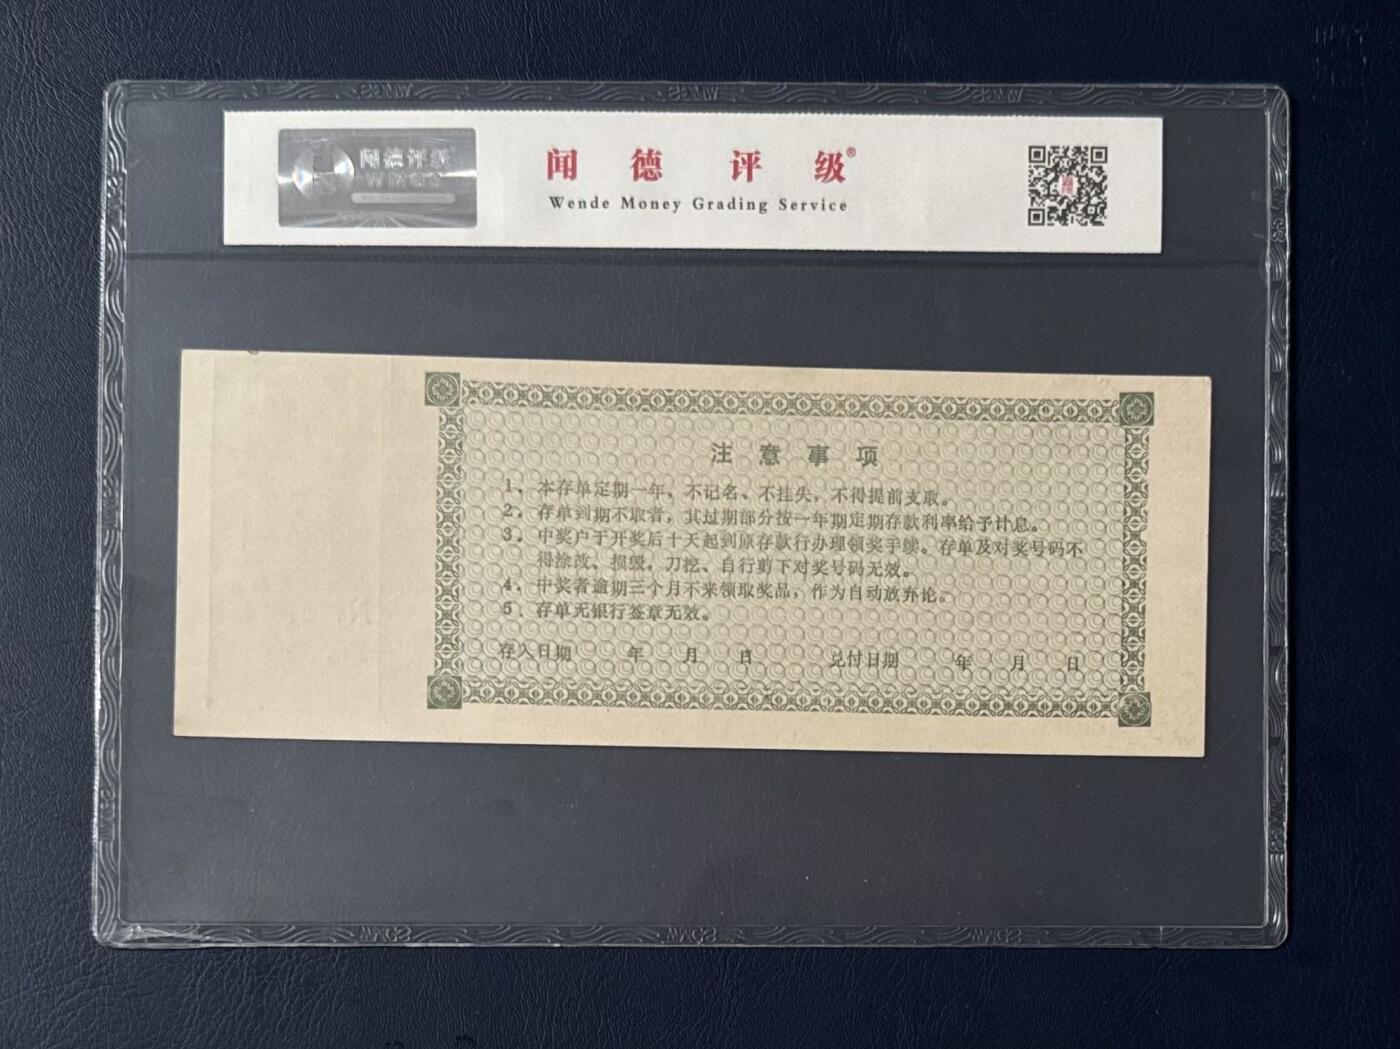 WMGS
WMGS
WMGS
闻德评级
WMGS
闻 德 评 级®
Wende Money Grading Service
注 意 事 项
1、本存单定期一年，不记名、不挂失，不得提前支取。
2、存单到期不取者，其过期部分按一年期定期存款利率给予计息。
3、中奖户于开奖后十天起到原存款行办理领奖手续。存单及对奖号码不
得涂改、损毁，刀挖、自行剪下对奖号码无效。
4、中奖者逾期三个月不来领取奖品，作为自动放弃论。
5、存单无银行签章无效。
存入日期 年 月 日 兑付日期 年 月 日